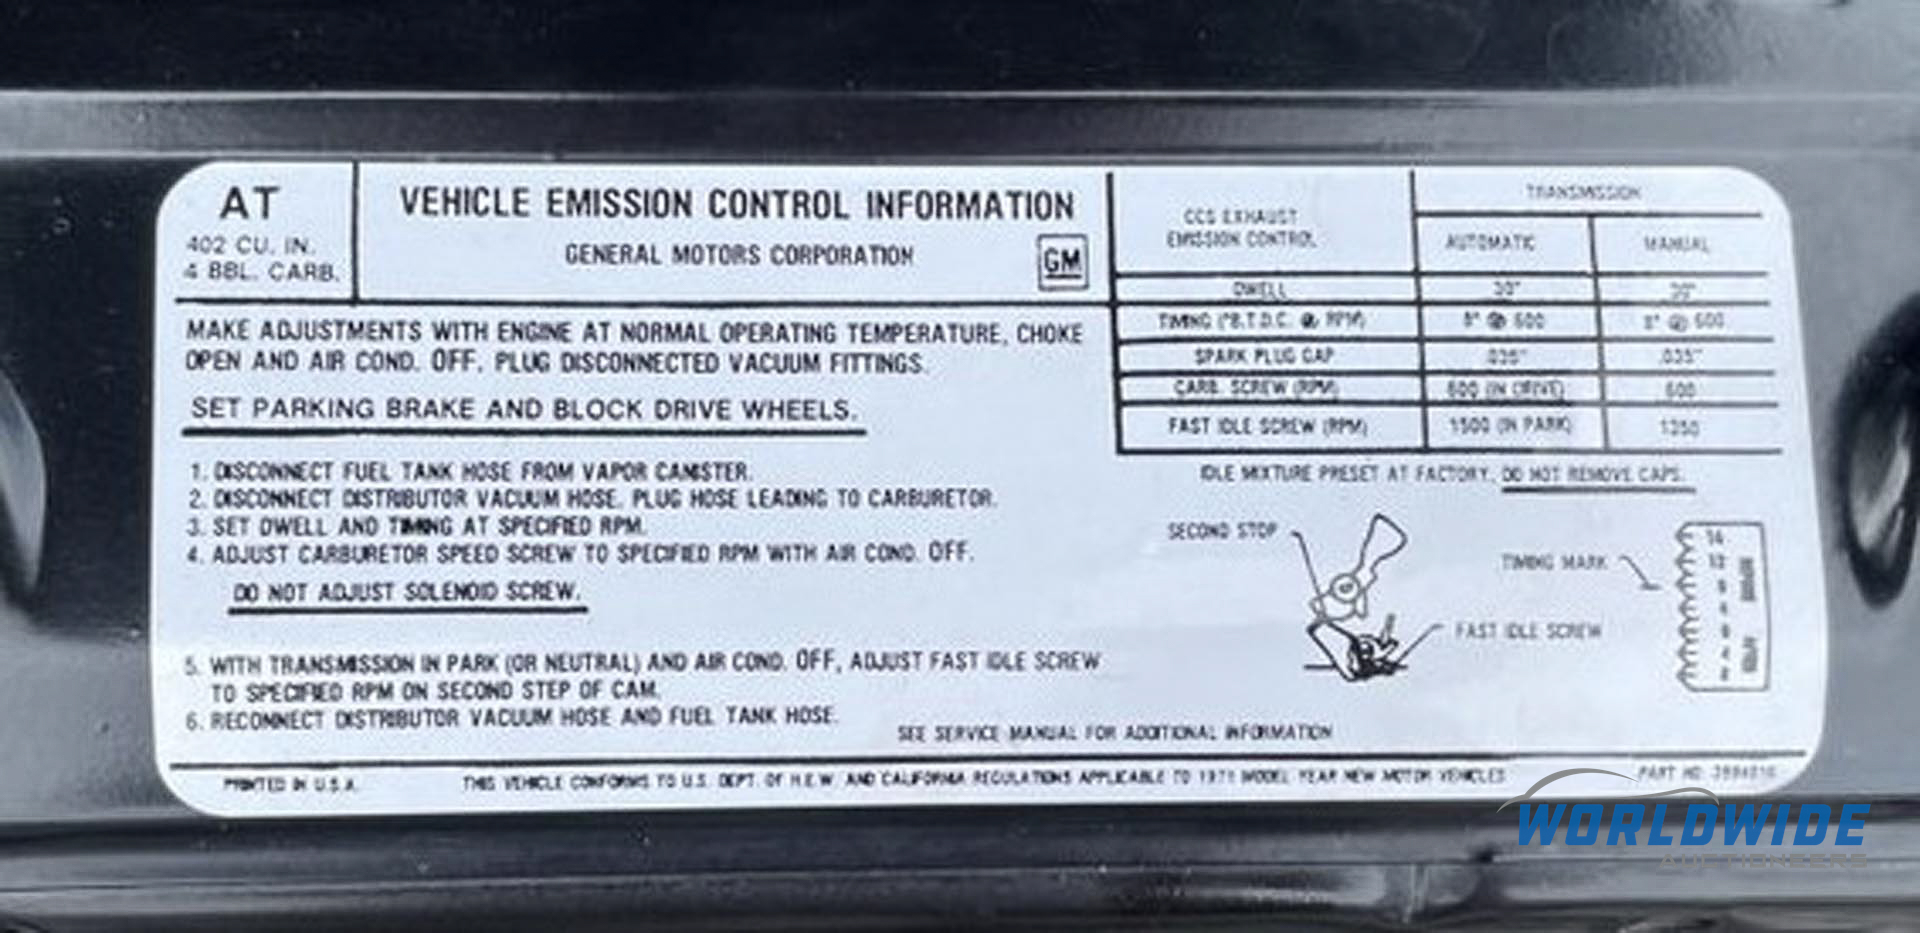 AT
402 CU. IN.
4 BBL. CARB.
VEHICLE EMISSION CONTROL INFORMATION
GENERAL MOTORS CORPORATION
GM
MAKE ADJUSTMENTS WITH ENGINE AT NORMAL OPERATING TEMPERATURE, CHOKE
OPEN AND AIR COND. OFF. PLUG DISCONNECTED VACUUM FITTINGS.
SET PARKING BRAKE AND BLOCK DRIVE WHEELS.
1. DISCONNECT FUEL TANK HOSE FROM VAPOR CANISTER.
2. DISCONNECT DISTRIBUTOR VACUUM HOSE. PLUG HOSE LEADING TO CARBURETOR.
3. SET DWELL AND TIMING AT SPECIFIED RPM.
4. ADJUST CARBURETOR SPEED SCREW TO SPECIFIED RPM WITH AIR COND. OFF.
DO NOT ADJUST SOLENOID SCREW.
5. WITH TRANSMISSION IN PARK (OR NEUTRAL) AND AIR COND. OFF, ADJUST FAST IDLE SCREW
TO SPECIFIED RPM ON SECOND STEP OF CAM.
6. RECONNECT DISTRIBUTOR VACUUM HOSE AND FUEL TANK HOSE.
SEE SERVICE MANUAL FOR ADDITIONAL INFORMATION
CCS EXHAUST
EMISSION CONTROL
TRANSMISSION
AUTOMATIC MANUAL
DWELL 30° 30°
TIMING (°B.T.D.C. @ RPM) 8° @ 600 8° @ 600
SPARK PLUG GAP .035" .035"
CARB. SCREW (RPM) 600 (IN DRIVE) 600
FAST IDLE SCREW (RPM) 1500 (IN PARK) 1350
IDLE MIXTURE PRESET AT FACTORY. DO NOT REMOVE CAPS.
SECOND STOP
TIMING MARK
FAST IDLE SCREW
12
PRINTED IN U.S.A.
THIS VEHICLE CONFORMS TO U.S. DEPT. OF H.E.W. AND CALIFORNIA REGULATIONS APPLICABLE TO 1971 MODEL YEAR NEW MOTOR VEHICLES
PART NO.
WORLDWIDE
AUCTIONEERS